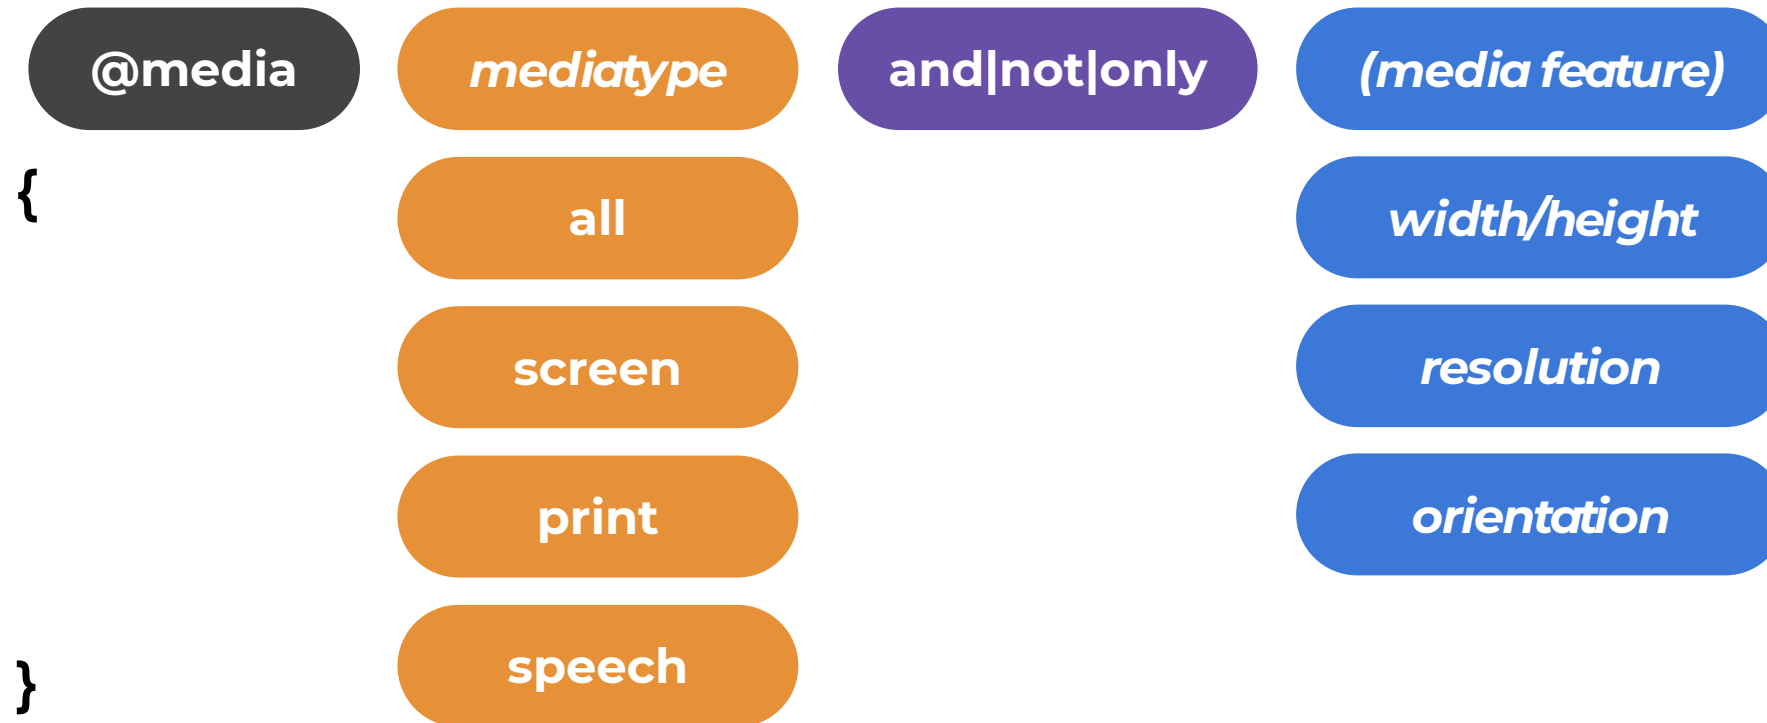 @media mediatype and|not|only (media feature)
{ all width/height
screen resolution
print orientation
} speech